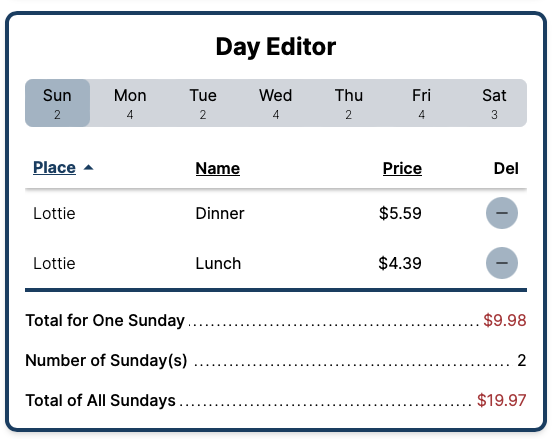 Day Editor
Sun Mon Tue Wed Thu Fri Sat
2 4 2 4 2 4 3
Place Name Price Del
Lottie Dinner $5.59
Lottie Lunch $4.39
Total for One Sunday $9.98
Number of Sunday(s) 2
Total of All Sundays $19.97